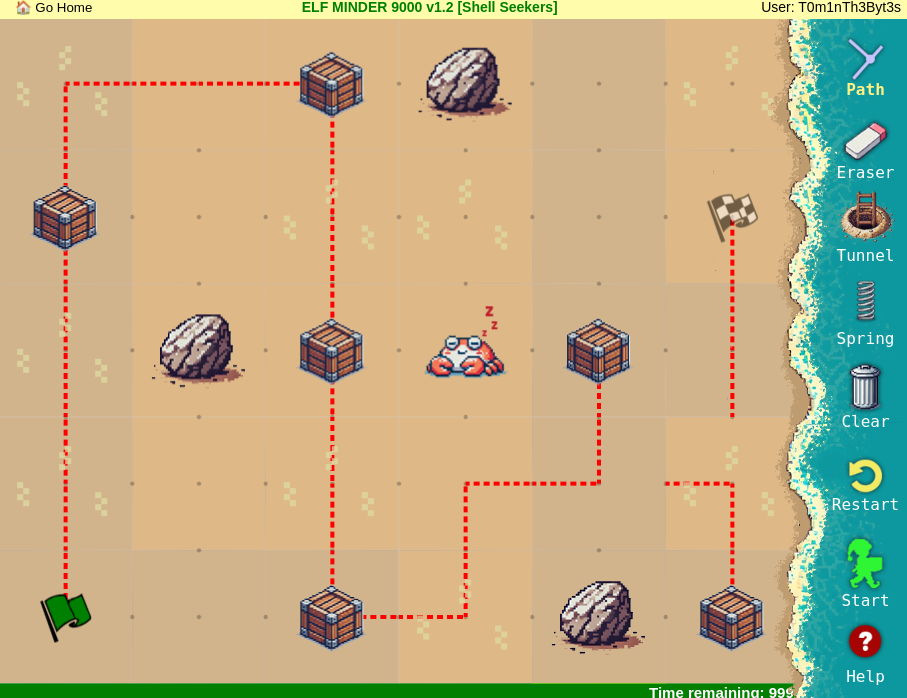 🏠 Go Home
ELF MINDER 9000 v1.2 [Shell Seekers]
User: T0m1nTh3Byt3s
Path
Eraser
Tunnel
z
z
z
Spring
Clear
Restart
Start
?
Help
Time remaining: 999